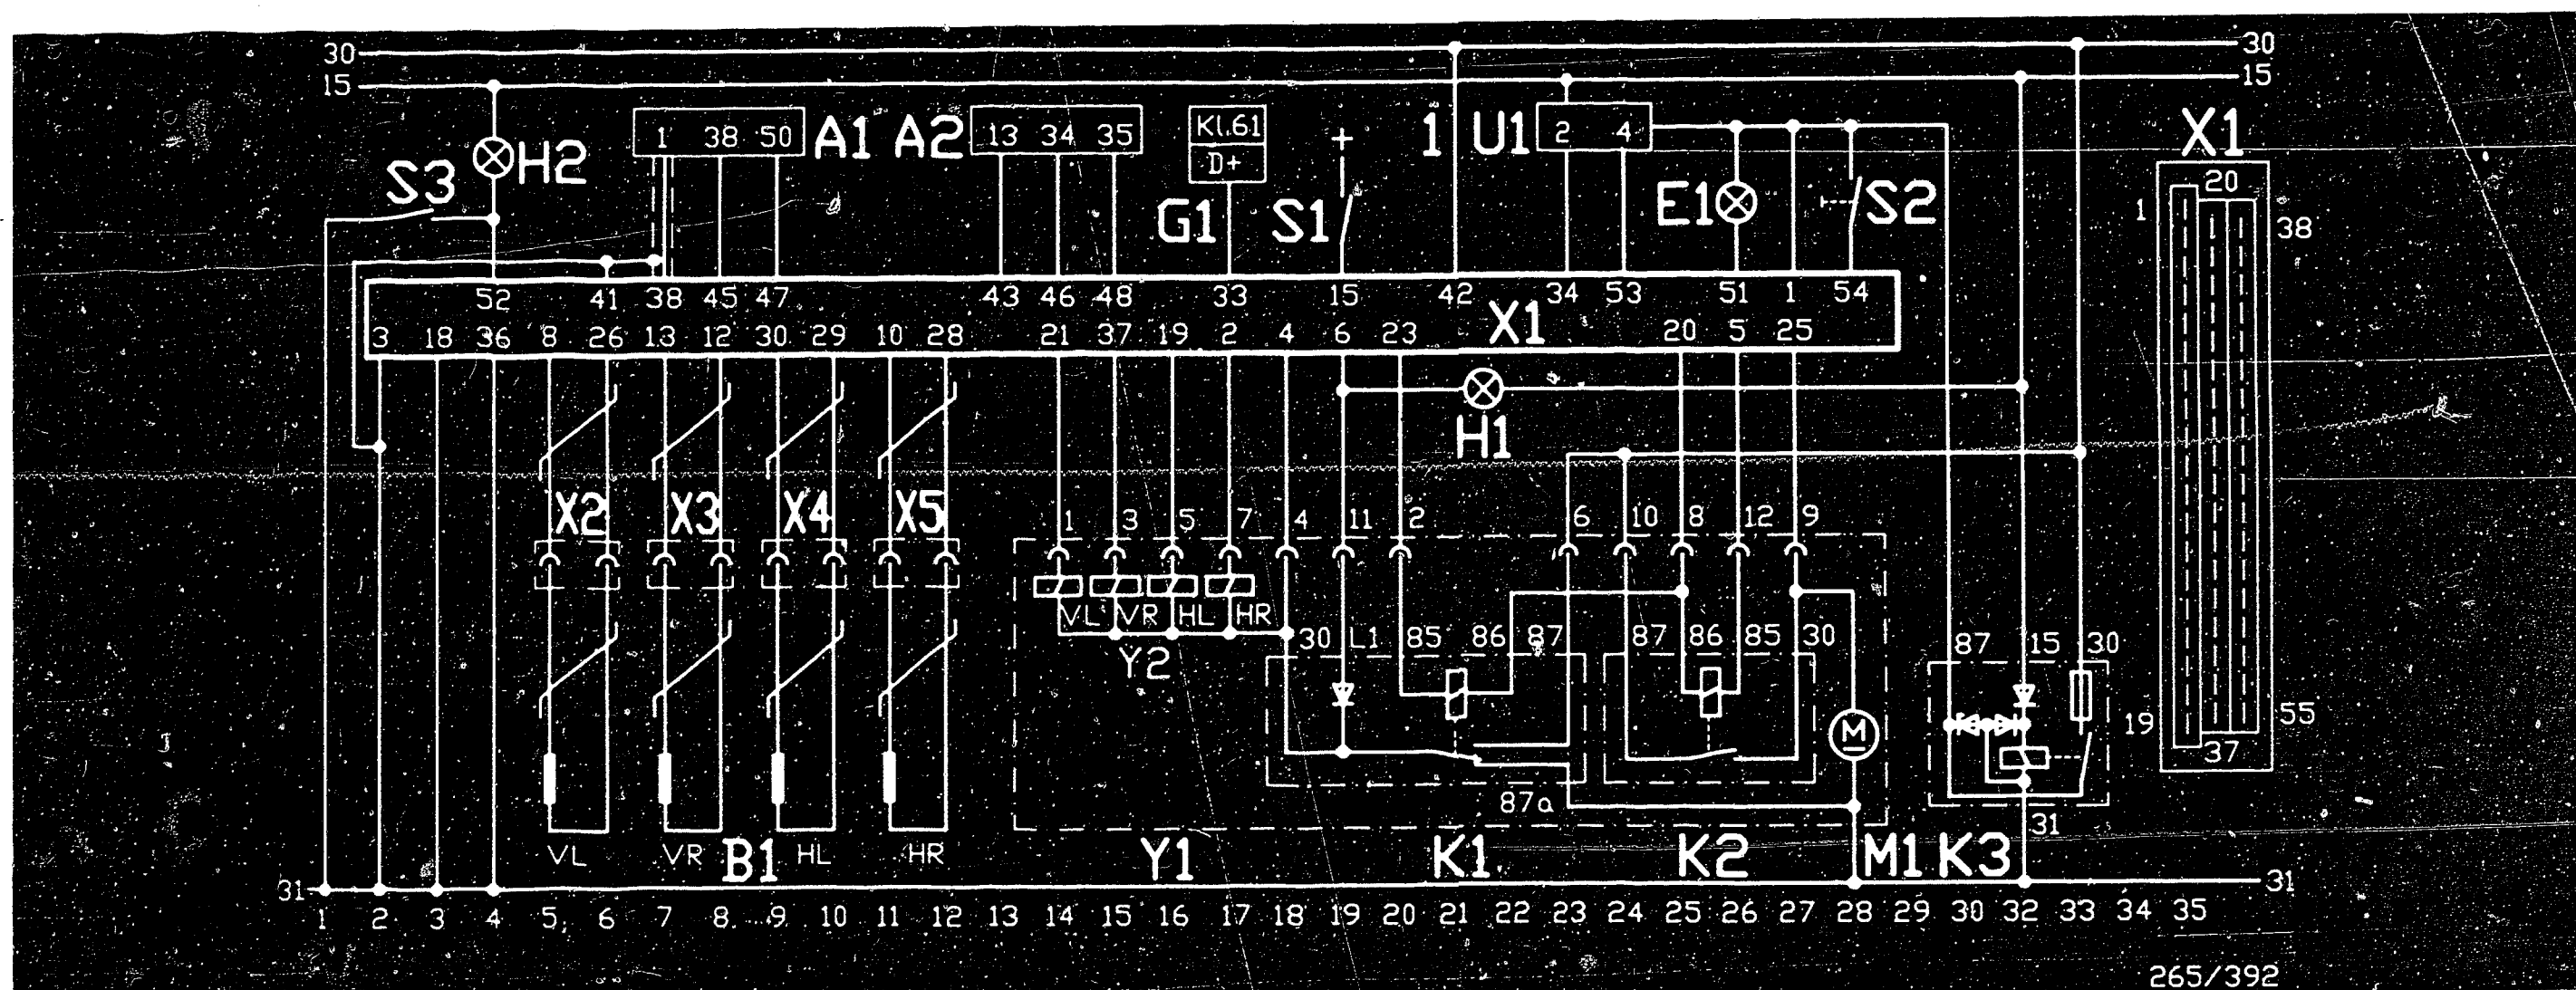 30 30
15 15
1 38 50 A1 A2 13 34 35 Kl.61 + 1 U1 2 4 X1
D+
S3 H2 G1 S1 E1 S2 20
1 38
52 41 38 45 47 43 46 48 33 15 42 34 53 51 1 54
3 18 36 8 26 13 12 30 29 10 28 21 37 19 2 4 6 23 X1 20 5 25
H1
X2 X3 X4 X5 1 3 5 7 4 11 2 6 10 8 12 9
VL VR HL HR
30 L1 85 86 87 87 86 85 30 87 15 30
Y2
M 19 55
37
87a 31
VL VR B1 HL HR Y1 K1 K2 M1 K3
31 31
1 2 3 4 5 6 7 8 9 10 11 12 13 14 15 16 17 18 19 20 21 22 23 24 25 26 27 28 29 30 32 33 34 35
265/392